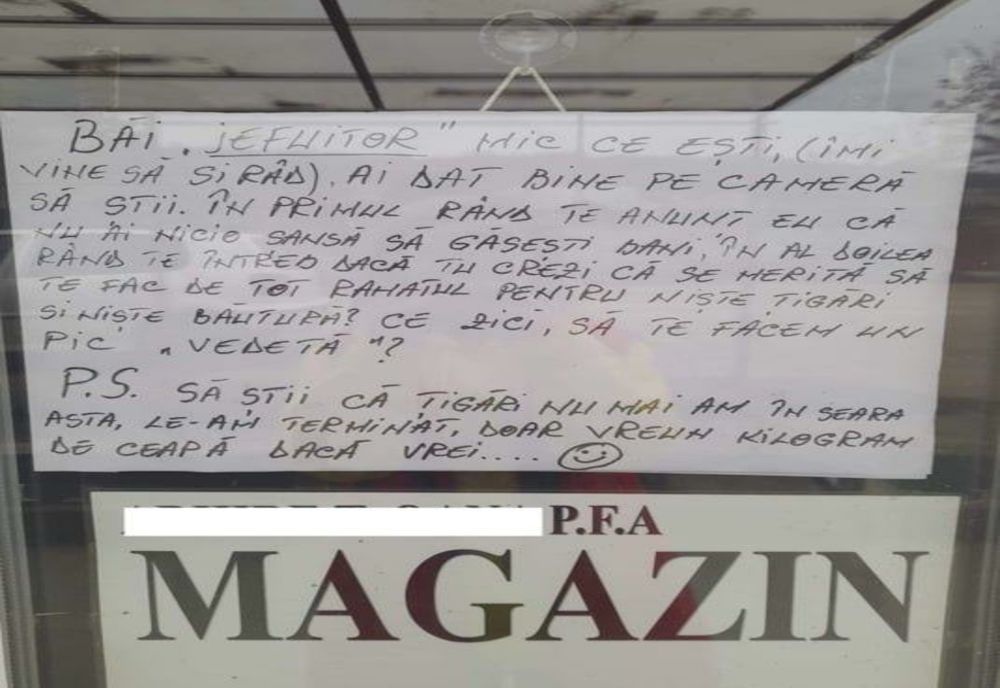 BĂI „JEFUITOR" MIC CE EȘTI, (ÎMI
VINE SĂ ȘI RÂD). AI DAT BINE PE CAMERĂ
SĂ ȘTII. ÎN PRIMUL RÂND TE ANUNT EU CĂ
NU AI NICIO SANSĂ SĂ GĂSEȘTI BANI, ÎN AL DOILEA
RÂND TE ÎNTREB DACĂ TU CREZI CĂ SE MERITĂ SĂ
TE FAC DE TOT RAHATUL PENTRU NIȘTE ȚIGĂRI
ȘI NIȘTE BĂUTURĂ? CE ZICI, SĂ TE FACEM UN
PIC „VEDETĂ"?
P.S. SĂ ȘTII CĂ ȚIGĂRI NU MAI AM ÎN SEARA
ASTA, LE-AM TERMINAT, DOAR VREUN KILOGRAM
DE CEAPĂ DACĂ VREI....
P.F.A
MAGAZIN